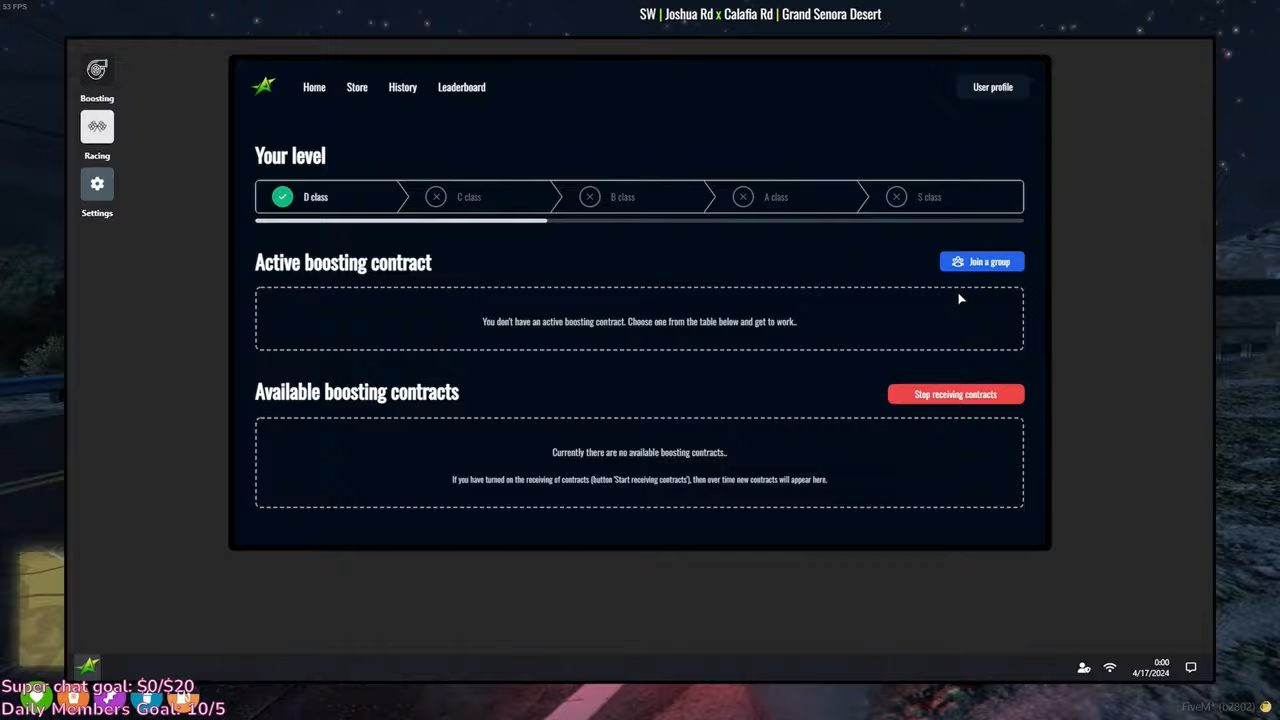 53 FPS
SW | Joshua Rd x Calafia Rd | Grand Senora Desert
Boosting
Racing
Settings
Home Store History Leaderboard
User profile
Your level
D class C class B class A class S class
Active boosting contract
Join a group
You don't have an active boosting contract. Choose one from the table below and get to work..
Available boosting contracts
Stop receiving contracts
Currently there are no available boosting contracts..
If you have turned on the receiving of contracts (button 'Start receiving contracts'), then over time new contracts will appear here.
0:00
4/17/2024
Super chat goal: $0/$20
Daily Members Goal: 10/5
FiveM* (b2802)